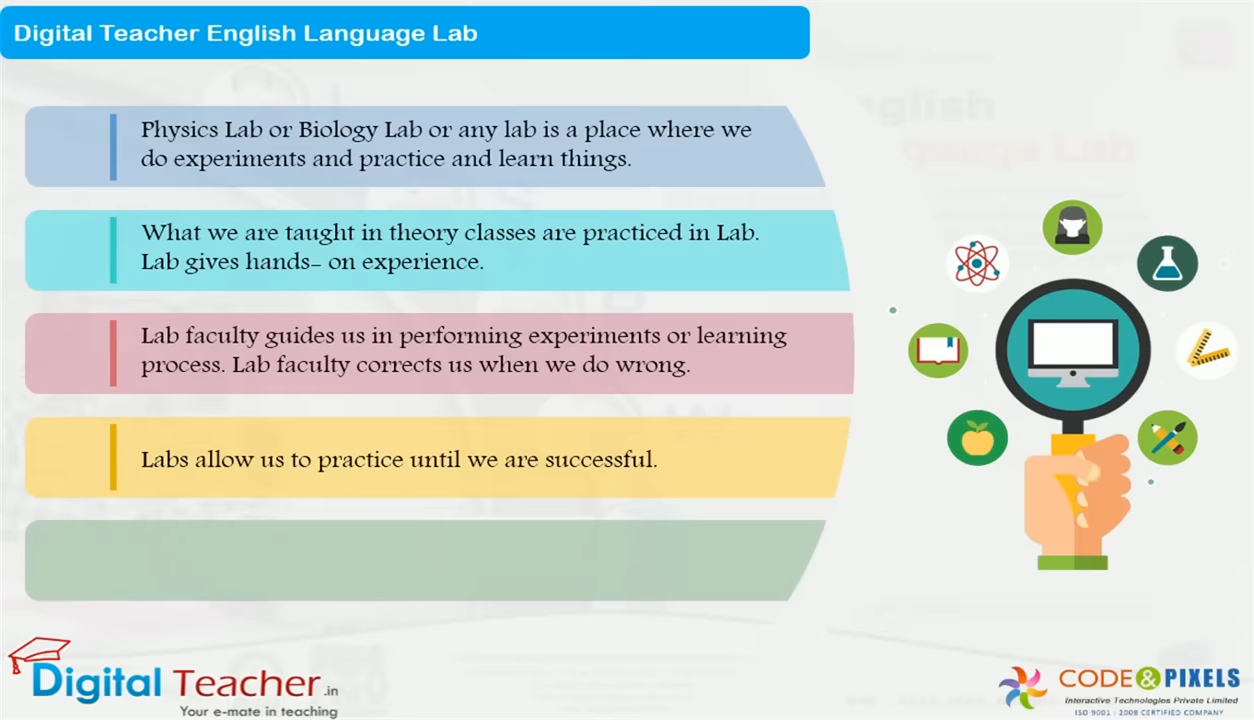 Digital Teacher English Language Lab
Physics Lab or Biology Lab or any lab is a place where we
do experiments and practice and learn things.
What we are taught in theory classes are practiced in Lab.
Lab gives hands- on experience.
Lab faculty guides us in performing experiments or learning
process. Lab faculty corrects us when we do wrong.
Labs allow us to practice until we are successful.
Digital Teacher.in
Your e-mate in teaching
CODE&PIXELS
Interactive Technologies Private Limited
ISO 9001 : 2008 CERTIFIED COMPANY